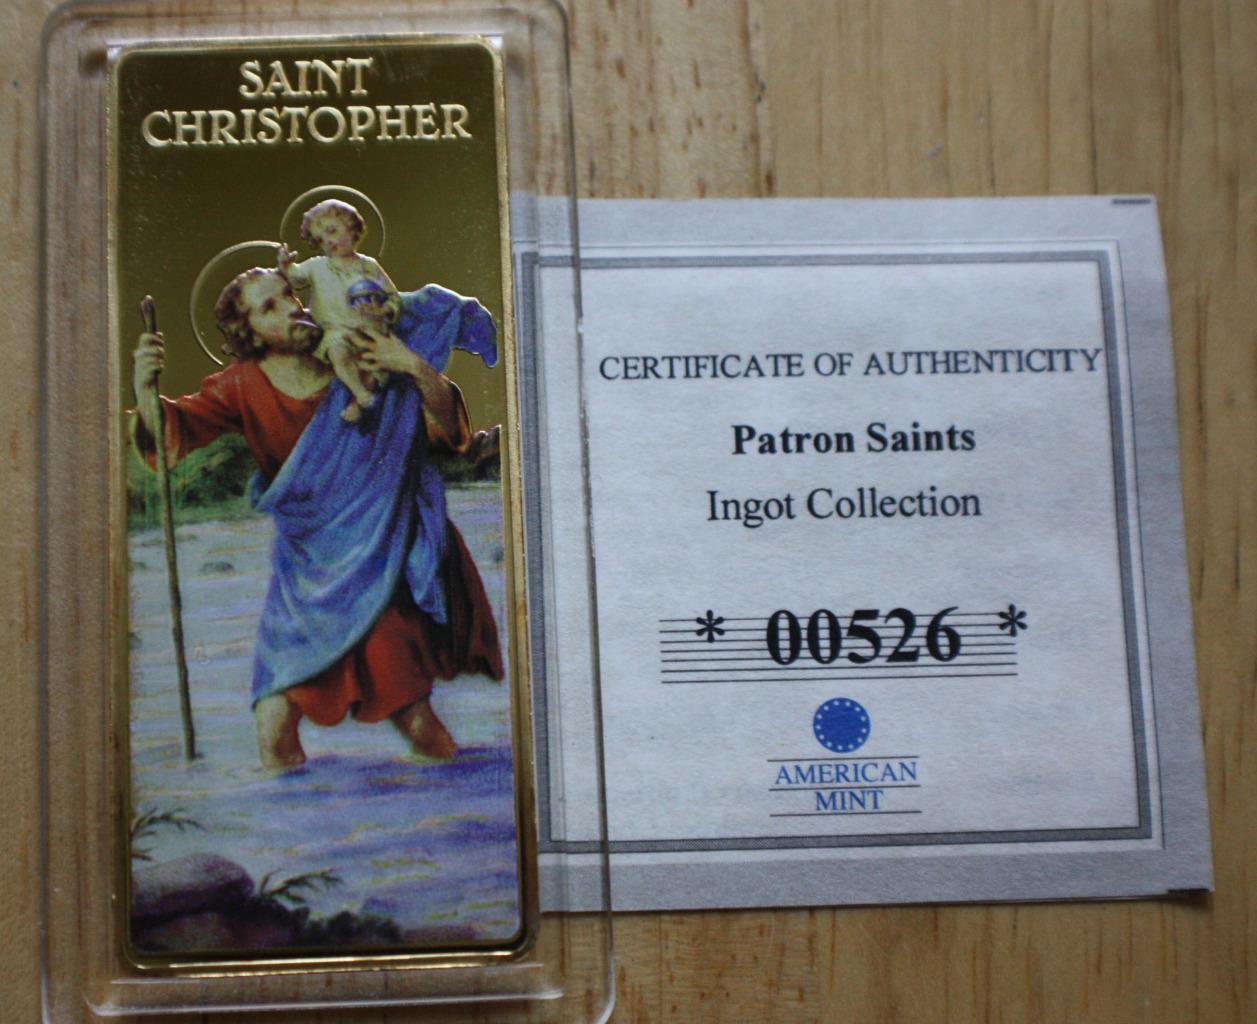 SAINT
CHRISTOPHER
CERTIFICATE OF AUTHENTICITY
Patron Saints
Ingot Collection
* 00526 *
AMERICAN
MINT